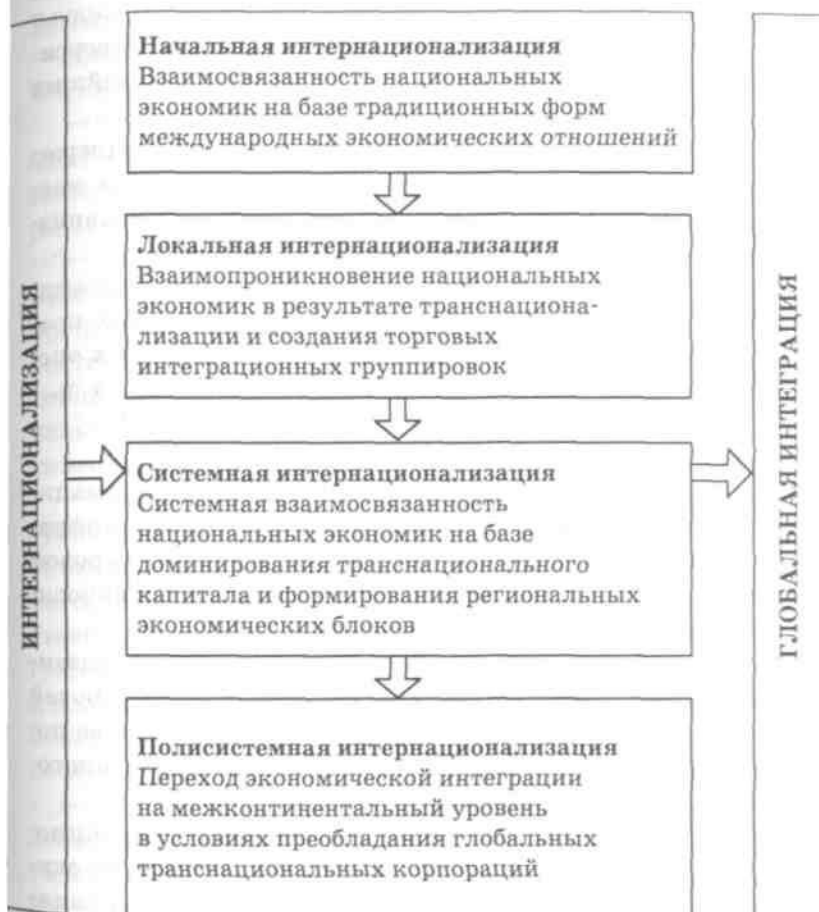 Начальная интернационализация
Взаимосвязанность национальных
экономик на базе традиционных форм
международных экономических отношений
Локальная интернационализация
Взаимопроникновение национальных
экономик в результате транснациона-
лизации и создания торговых
интеграционных группировок
ИНТЕРНАЦИОНАЛИЗАЦИЯ
Системная интернационализация
Системная взаимосвязанность
национальных экономик на базе
доминирования транснационального
капитала и формирования региональных
экономических блоков
ГЛОБАЛЬНАЯ ИНТЕГРАЦИЯ
Полисистемная интернационализация
Переход экономической интеграции
на межконтинентальный уровень
в условиях преобладания глобальных
транснациональных корпораций